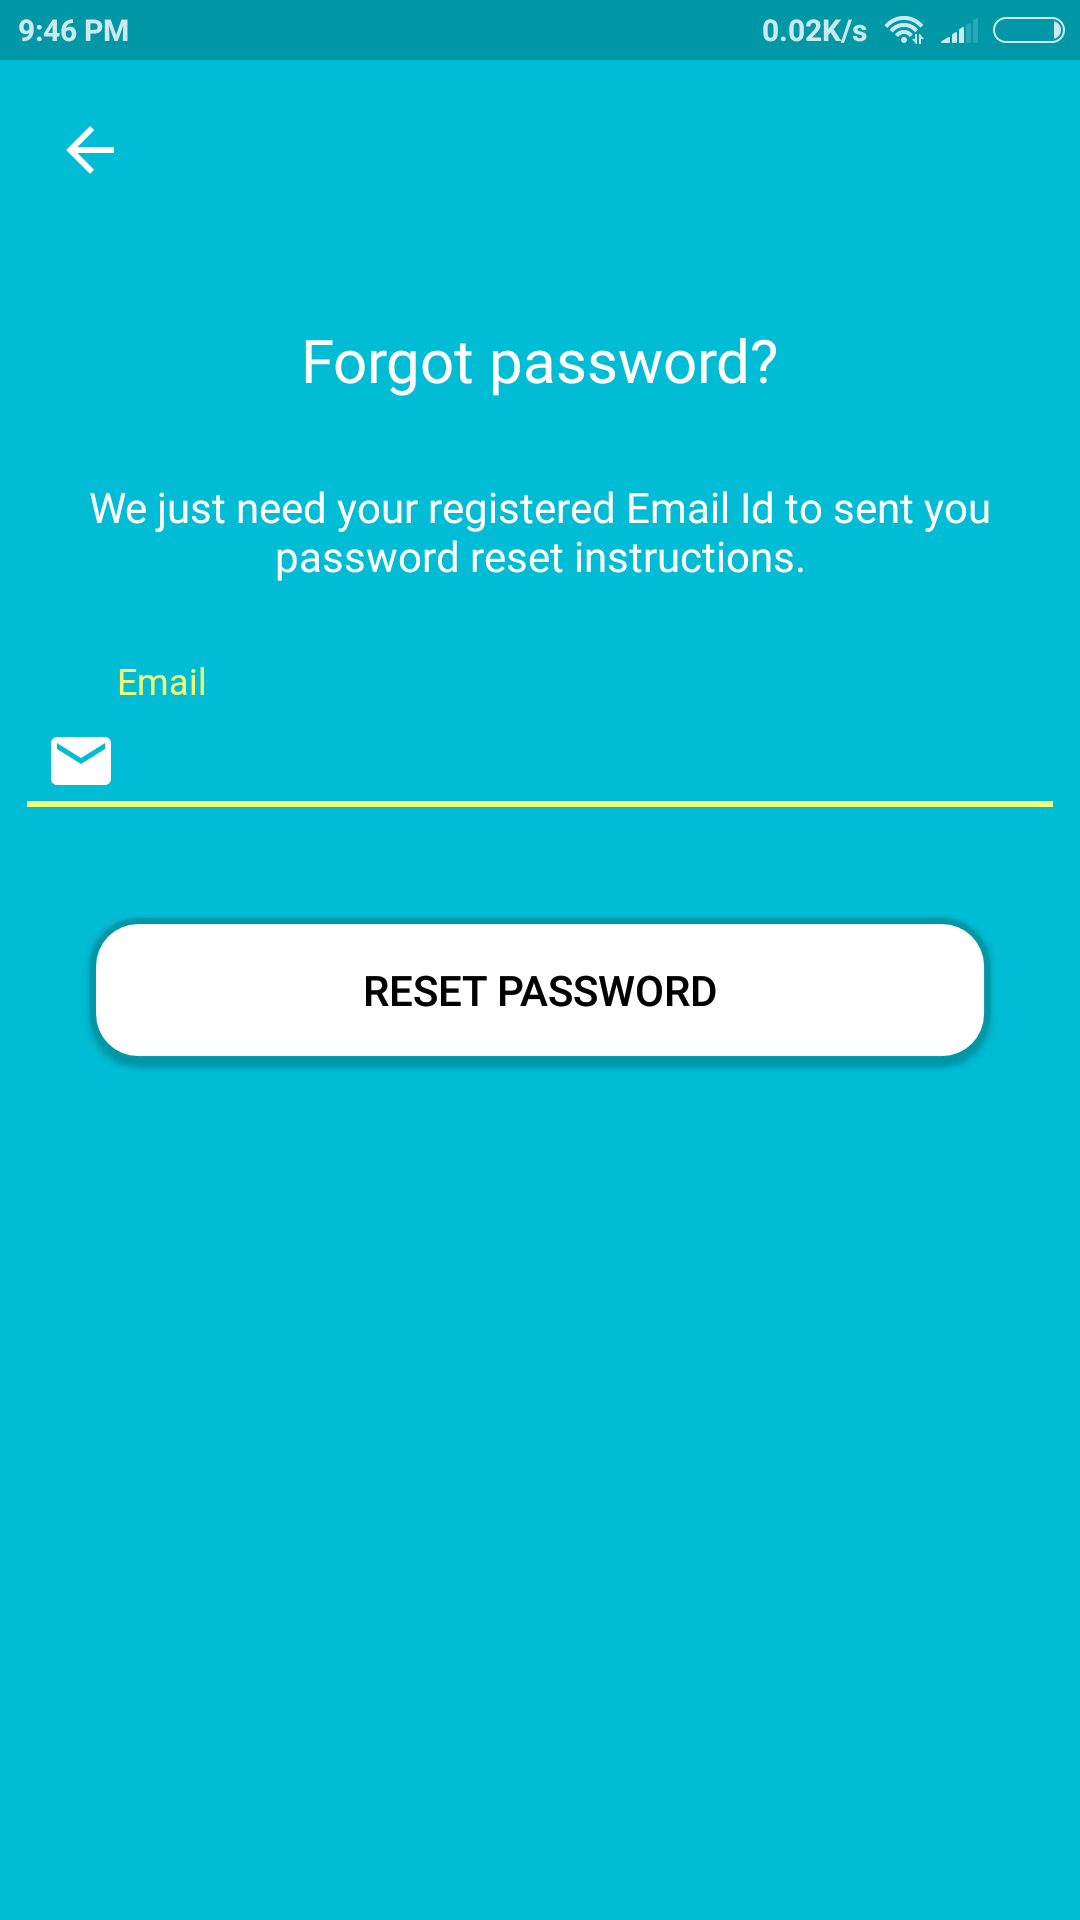 9:46 PM 0.02K/s
Forgot password?
We just need your registered Email Id to sent you
password reset instructions.
Email
RESET PASSWORD